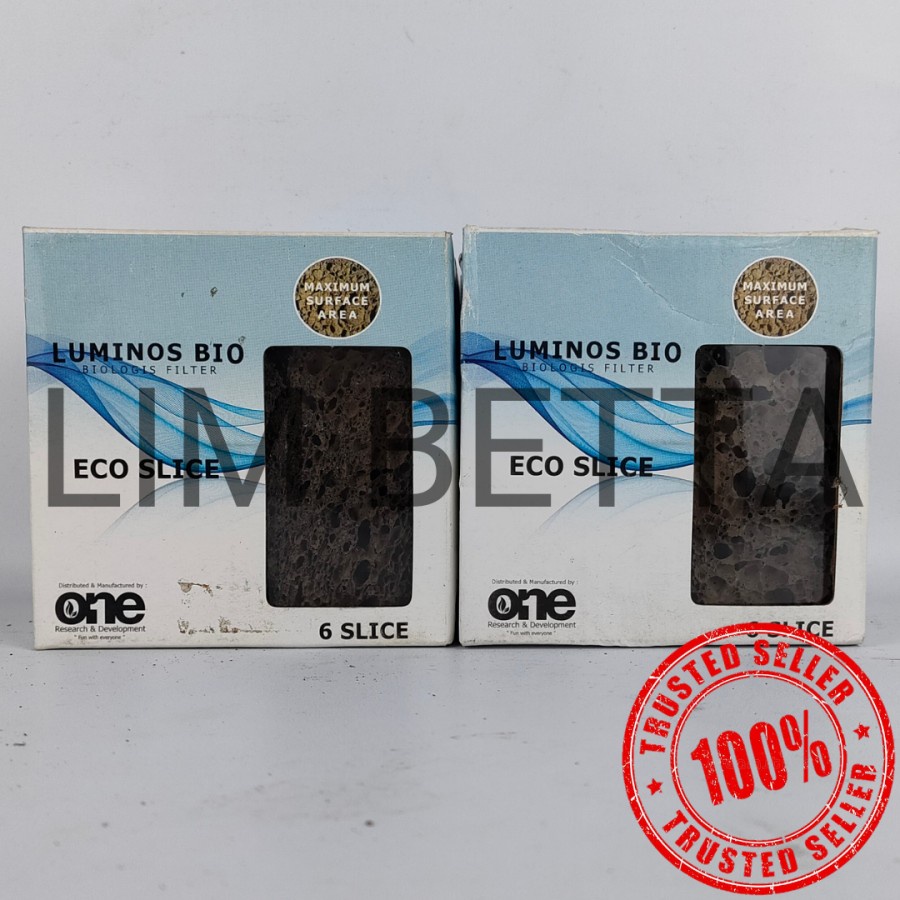 MAXIMUM
SURFACE
AREA
LUMINOS BIO
BIOLOGIS FILTER
ECO SLICE
Distributed & Manufactured by :
one
Research & Development
" Fun with everyone "
6 SLICE
MAXIMUM
SURFACE
AREA
LUMINOS BIO
BIOLOGIS FILTER
ECO SLICE
Distributed & Manufactured by :
one
Research & Development
" Fun with everyone "
SLICE
LIM BETTA
TRUSTED SELLER
100%
TRUSTED SELLER